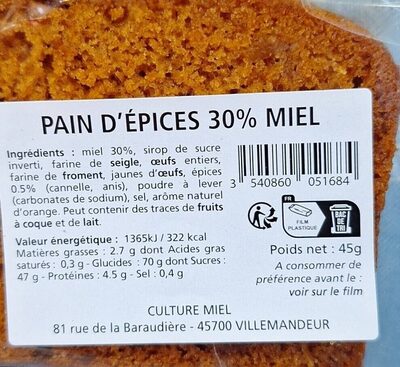 PAIN D'ÉPICES 30% MIEL
Ingrédients : miel 30%, sirop de sucre
inverti, farine de seigle, œufs entiers,
farine de froment, jaunes d'œufs, épices
0.5% (cannelle, anis), poudre à lever
(carbonates de sodium), sel, arôme naturel
d'orange. Peut contenir des traces de fruits
à coque et de lait.
3 540860 051684
FR
FILM
PLASTIQUE
BAC
DE
TRI
Valeur énergétique : 1365kJ / 322 kcal
Matières grasses : 2.7 g dont Acides gras
saturés : 0,3 g - Glucides : 70 g dont Sucres :
47 g - Protéines : 4.5 g - Sel : 0,4 g
Poids net : 45g
A consommer de
préférence avant le :
voir sur le film
CULTURE MIEL
81 rue de la Baraudière - 45700 VILLEMANDEUR